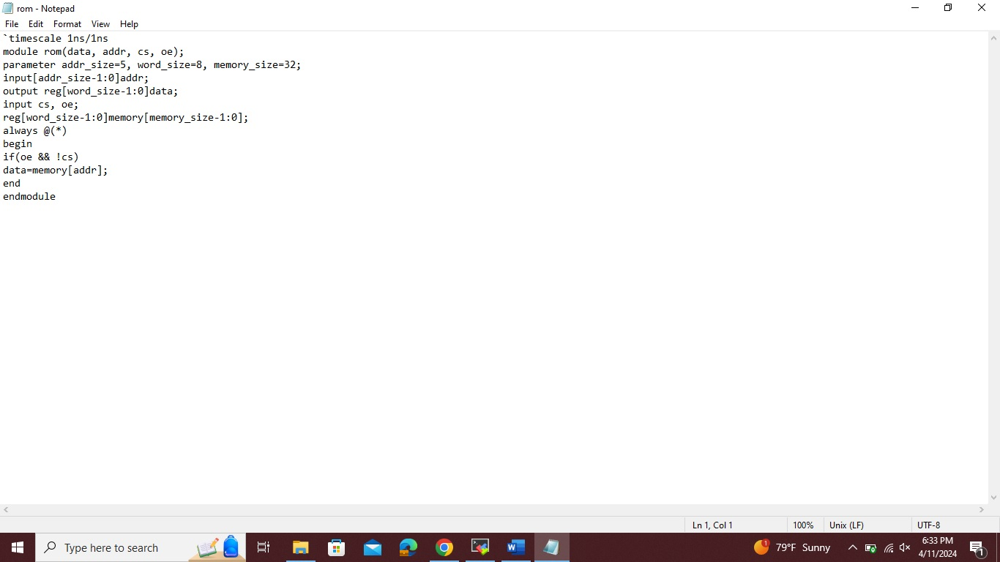 rom - Notepad
File Edit Format View Help
`timescale 1ns/1ns
module rom(data, addr, cs, oe);
parameter addr_size=5, word_size=8, memory_size=32;
input[addr_size-1:0]addr;
output reg[word_size-1:0]data;
input cs, oe;
reg[word_size-1:0]memory[memory_size-1:0];
always @(*)
begin
if(oe && !cs)
data=memory[addr];
end
endmodule
Ln 1, Col 1 100% Unix (LF) UTF-8
Type here to search
1 79°F Sunny
6:33 PM
4/11/2024
1